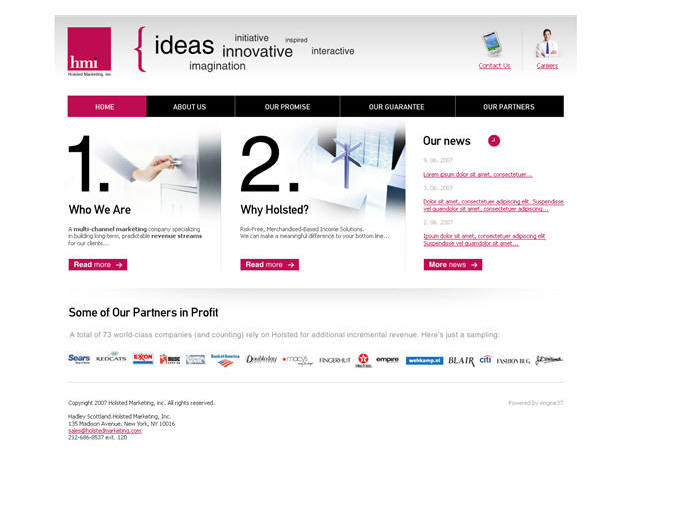 hmi
Holsted Marketing, Inc.
{ ideas initiative inspired
innovative interactive
imagination
Contact Us
Careers
HOME
ABOUT US
OUR PROMISE
OUR GUARANTEE
OUR PARTNERS
1.
Who We Are
A multi-channel marketing company specializing
in building long-term, predictable revenue streams
for our clients...
Read more
2.
Why Holsted?
Risk-Free, Merchandised-Based Income Solutions.
We can make a meaningful difference to your bottom line...
Read more
Our news
9. 06. 2007
Lorem ipsum dolor sit amet, consectetuer...
3. 06. 2007
Dolor sit amet, consectetuer adipiscing elit. Suspendisse
vel quandolor sit amet, consectetuer adipiscing...
2. 06. 2007
Ipsum dolor sit amet, consectetuer adipiscing elit
Suspendisse vel quandolor sit amet...
More news
Some of Our Partners in Profit
A total of 73 world-class companies (and counting) rely on Holsted for additional incremental revenue. Here's just a sampling:
Sears REDCATS EXXON MUSIC Bank of America Doubleday macys FINGERHUT TEXACO empire wehkamp.nl BLAIR citi FASHION BUG
Copyright 2007 Holsted Marketing, inc. All rights reserved.
Powered by engine37.
Hadley Scottland.Holsted Marketing, Inc.
135 Madison Avenue. New York, NY 10016
sales@holstedmarketing.com
212-686-8537 ext. 120